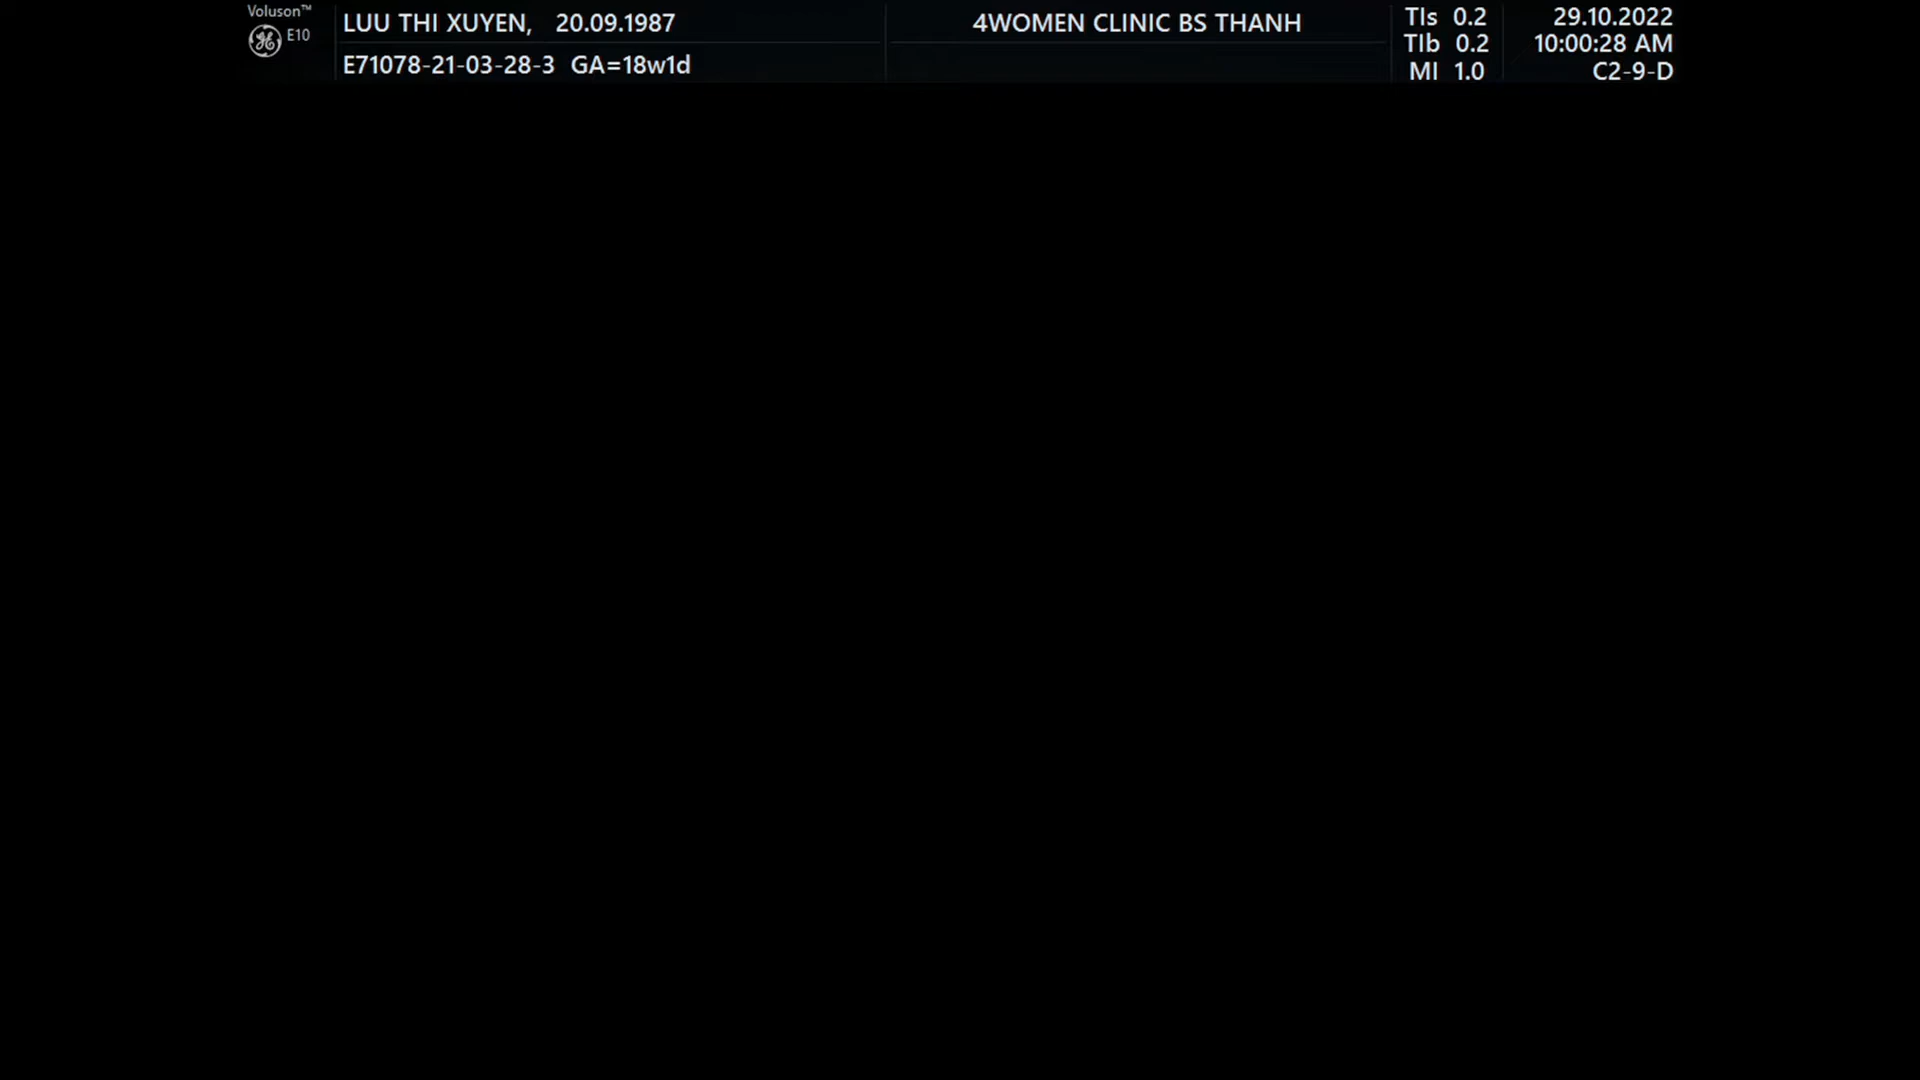 Voluson™
E10
LUU THI XUYEN, 20.09.1987
E71078-21-03-28-3 GA=18w1d
4WOMEN CLINIC BS THANH
TIs 0.2
TIb 0.2
MI 1.0
29.10.2022
10:00:28 AM
C2-9-D